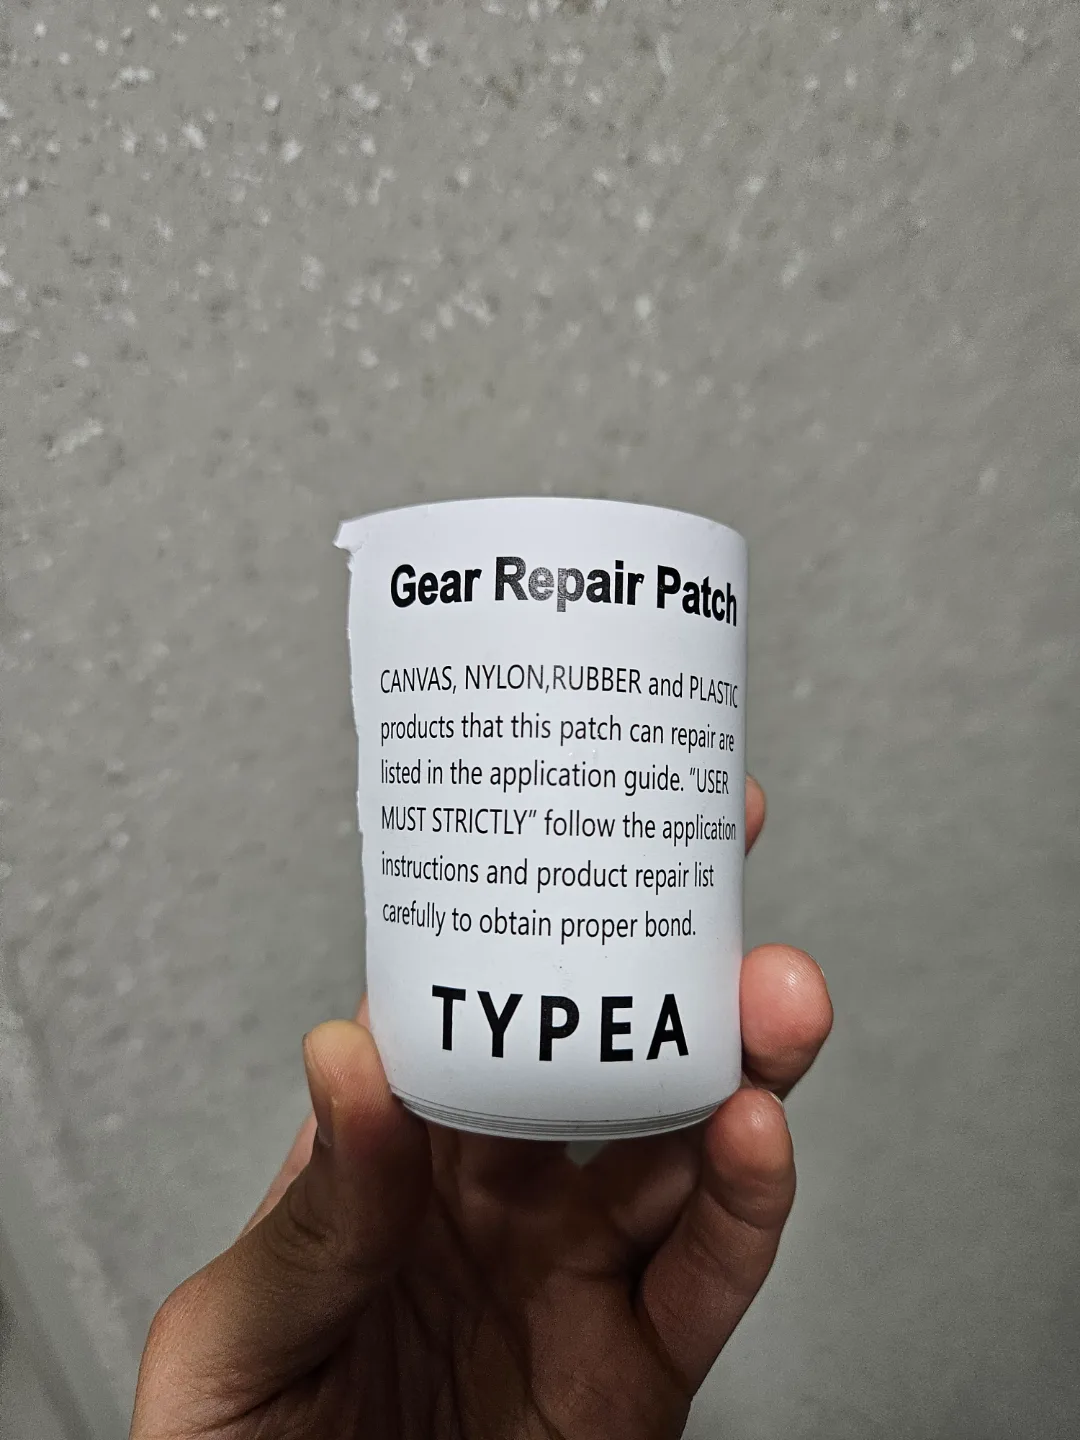 Gear Repair Patch
CANVAS, NYLON,RUBBER and PLASTIC
products that this patch can repair are
listed in the application guide. "USER
MUST STRICTLY" follow the application
instructions and product repair list
carefully to obtain proper bond.
TYPEA